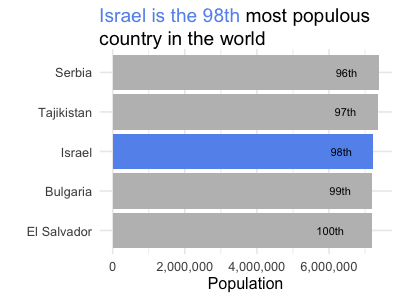 Israel is the 98th most populous
country in the world
Serbia 96th
Tajikistan 97th
Israel 98th
Bulgaria 99th
El Salvador 100th
0 2,000,000 4,000,000 6,000,000
Population